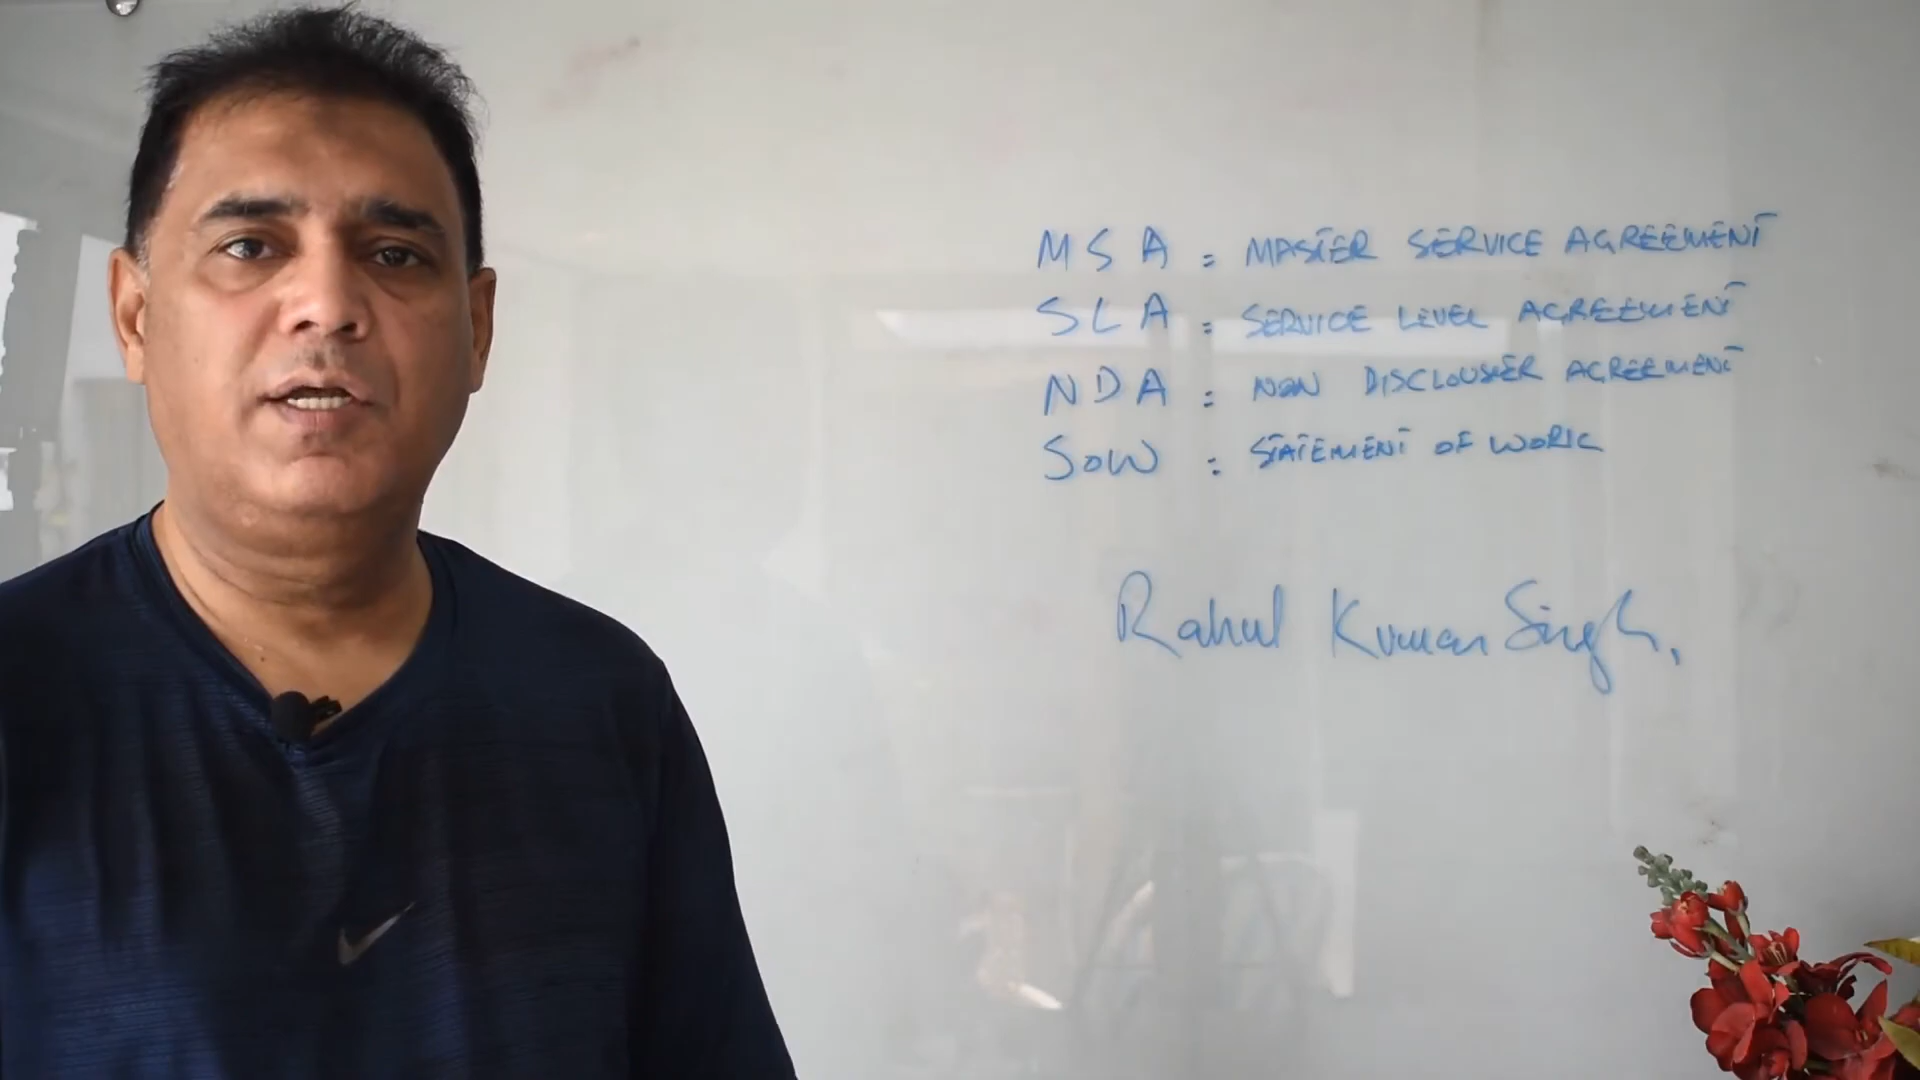 MSA = MASTER SERVICE AGREEMENT
SLA = SERVICE LEVEL AGREEMENT
NDA = NON DISCLOUSER AGREEMENT
SOW : STATEMENT OF WORK
Rahul Kumar Singh.